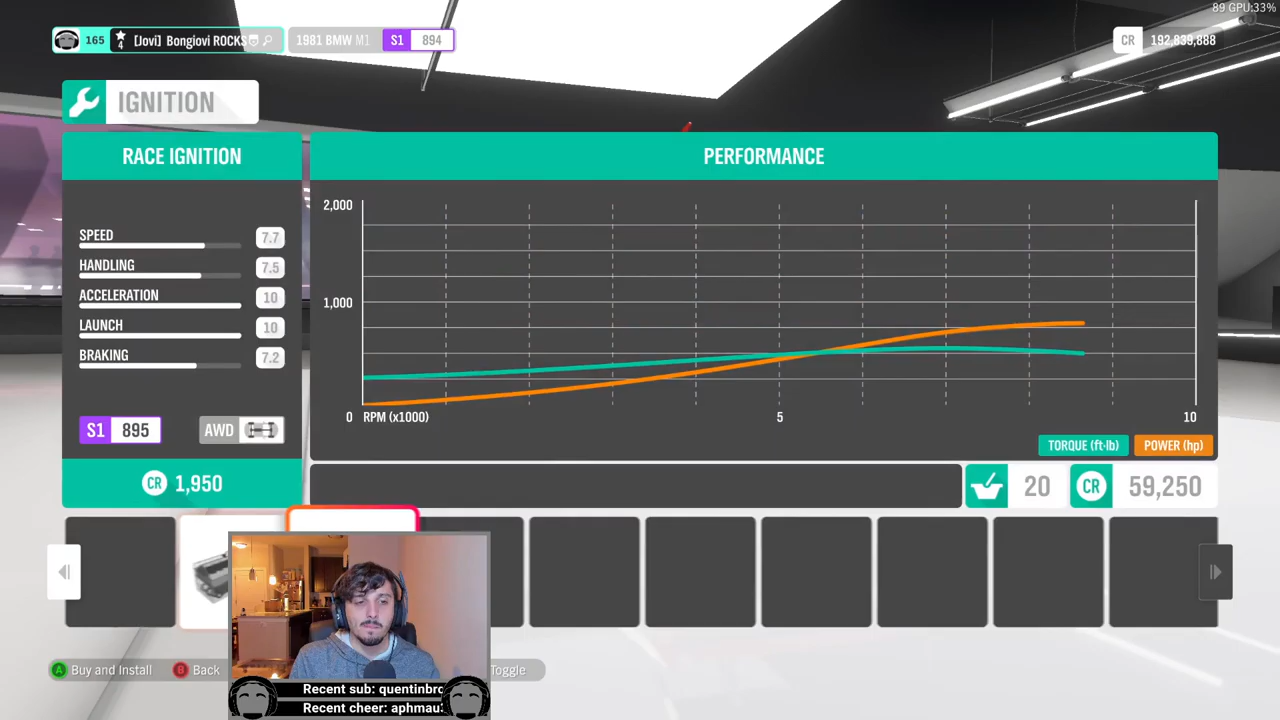 89 GPU:33%
165 4 [Jovi] Bongiovi ROCKS 1981 BMW M1 S1 894
CR 192,839,888
IGNITION
RACE IGNITION
PERFORMANCE
SPEED 7.7
HANDLING 7.5
ACCELERATION 10
LAUNCH 10
BRAKING 7.2
S1 895 AWD
CR 1,950
2,000
1,000
0 RPM (x1000) 5 10
TORQUE (ft·lb) POWER (hp)
20 CR 59,250
A Buy and Install B Back Toggle
Recent sub: quentinbro
Recent cheer: aphmau